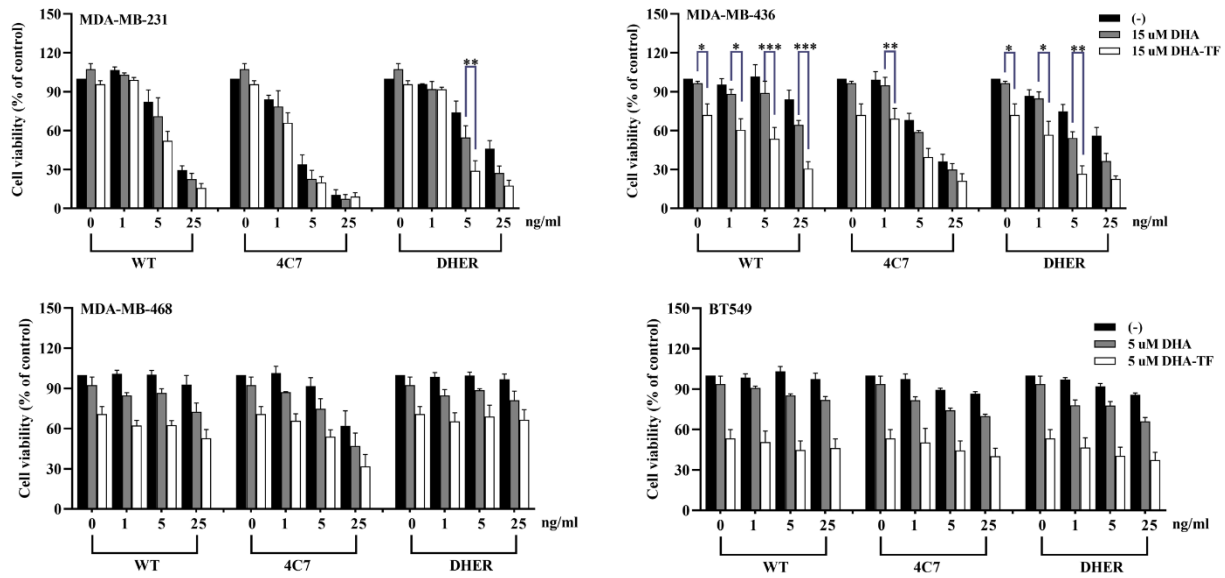 MDA-MB-231
Cell viability (% of control)
150
120
90
60
30
0
**
0 1 5 25 0 1 5 25 0 1 5 25 ng/ml
WT 4C7 DHER
MDA-MB-436
(-)
15 uM DHA
15 uM DHA-TF
Cell viability (% of control)
150
120
90
60
30
0
* * *** *** ** * * **
0 1 5 25 0 1 5 25 0 1 5 25 ng/ml
WT 4C7 DHER
MDA-MB-468
Cell viability (% of control)
150
120
90
60
30
0
0 1 5 25 0 1 5 25 0 1 5 25 ng/ml
WT 4C7 DHER
BT549
(-)
5 uM DHA
5 uM DHA-TF
Cell viability (% of control)
150
120
90
60
30
0
0 1 5 25 0 1 5 25 0 1 5 25 ng/ml
WT 4C7 DHER